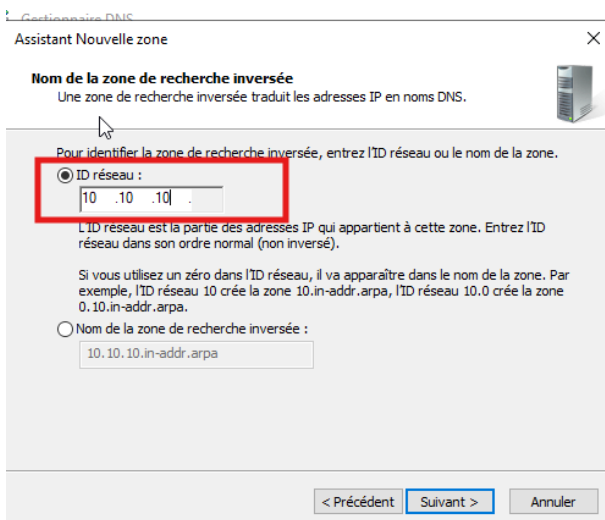 Gestionnaire DNS
Assistant Nouvelle zone
Nom de la zone de recherche inversée
Une zone de recherche inversée traduit les adresses IP en noms DNS.
Pour identifier la zone de recherche inversée, entrez l'ID réseau ou le nom de la zone.
ID réseau :
10 .10 .10 .
L'ID réseau est la partie des adresses IP qui appartient à cette zone. Entrez l'ID
réseau dans son ordre normal (non inversé).
Si vous utilisez un zéro dans l'ID réseau, il va apparaître dans le nom de la zone. Par
exemple, l'ID réseau 10 crée la zone 10.in-addr.arpa, l'ID réseau 10.0 crée la zone
0.10.in-addr.arpa.
Nom de la zone de recherche inversée :
10.10.10.in-addr.arpa
< Précédent Suivant > Annuler